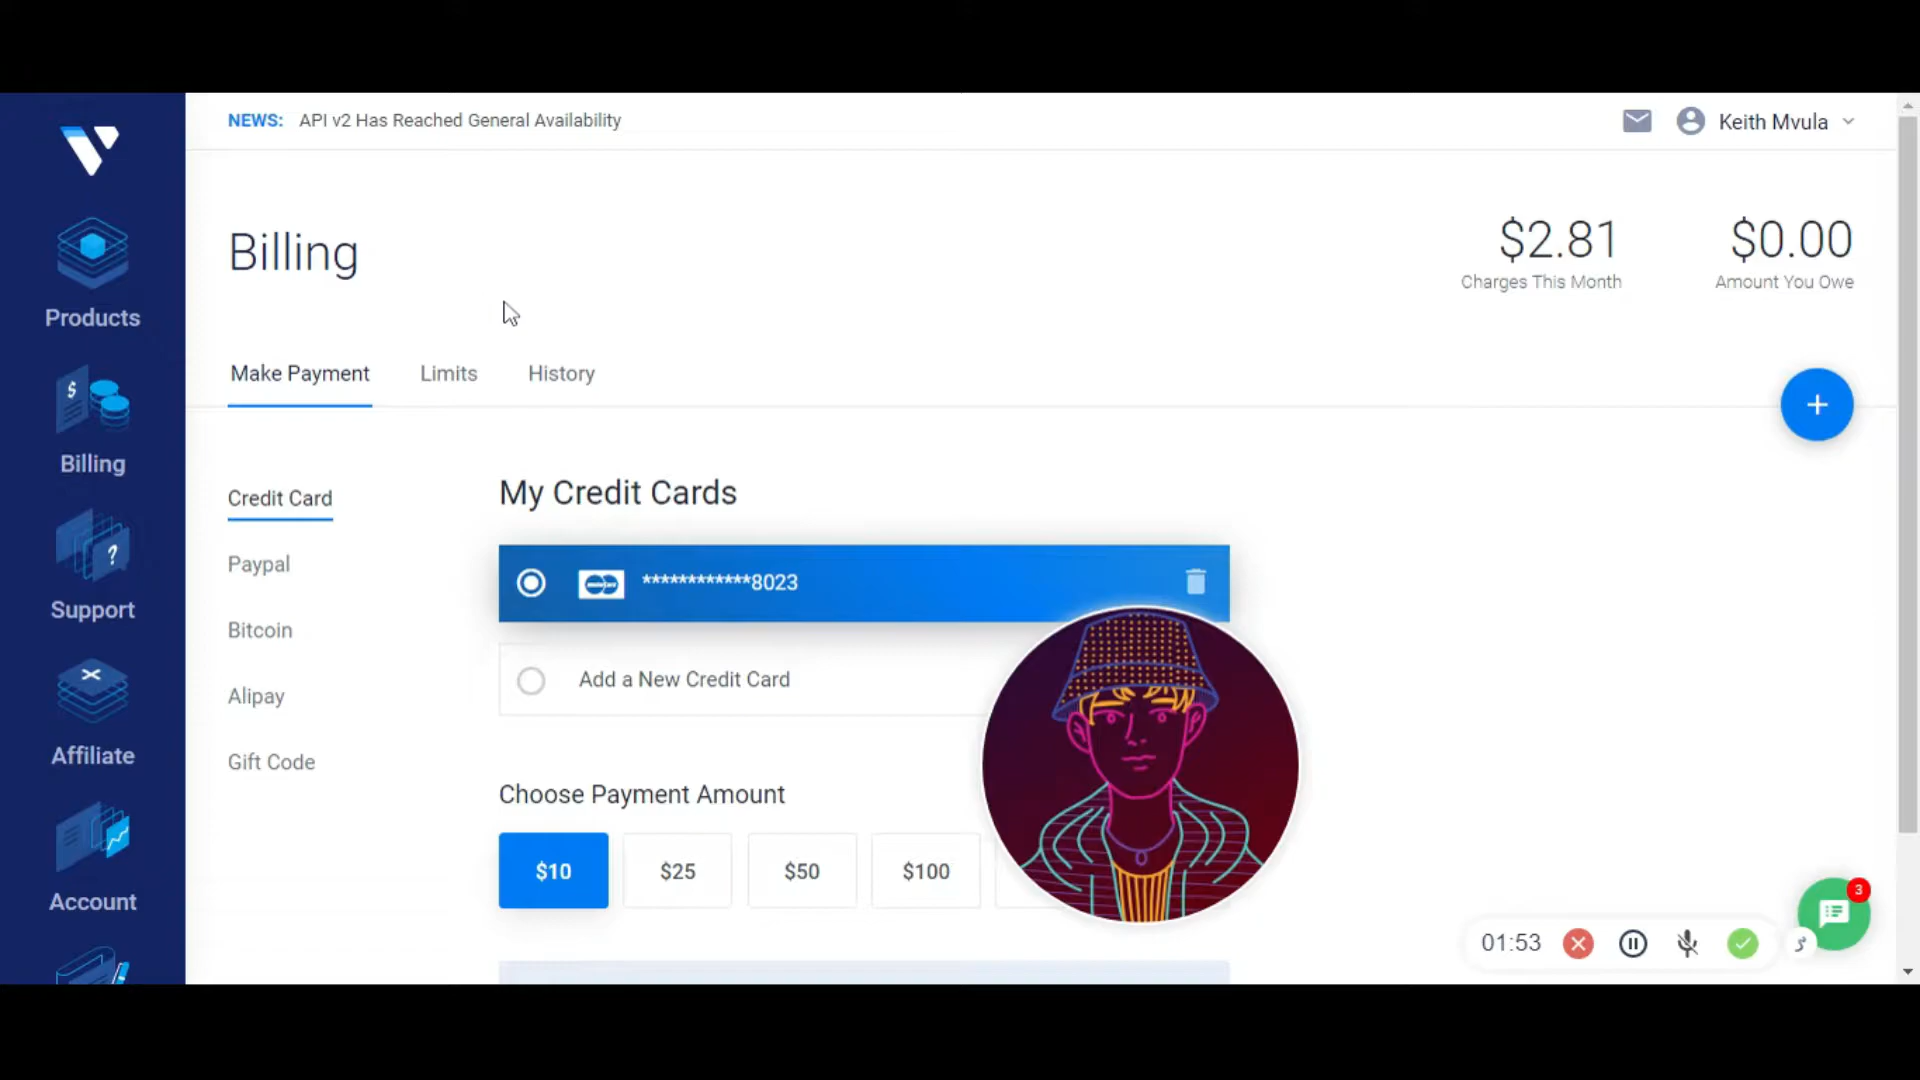 NEWS: API v2 Has Reached General Availability
Keith Mvula
Billing
$2.81
Charges This Month
$0.00
Amount You Owe
Products
Billing
Support
Affiliate
Account
Make Payment
Limits
History
+
Credit Card
Paypal
Bitcoin
Alipay
Gift Code
My Credit Cards
************8023
Add a New Credit Card
Choose Payment Amount
$10
$25
$50
$100
3
01:53